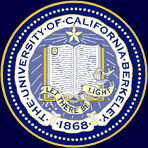 THE·UNIVERSITY·OF·CALIFORNIA·BERKELEY·
LET THERE BE
LIGHT
·1868·